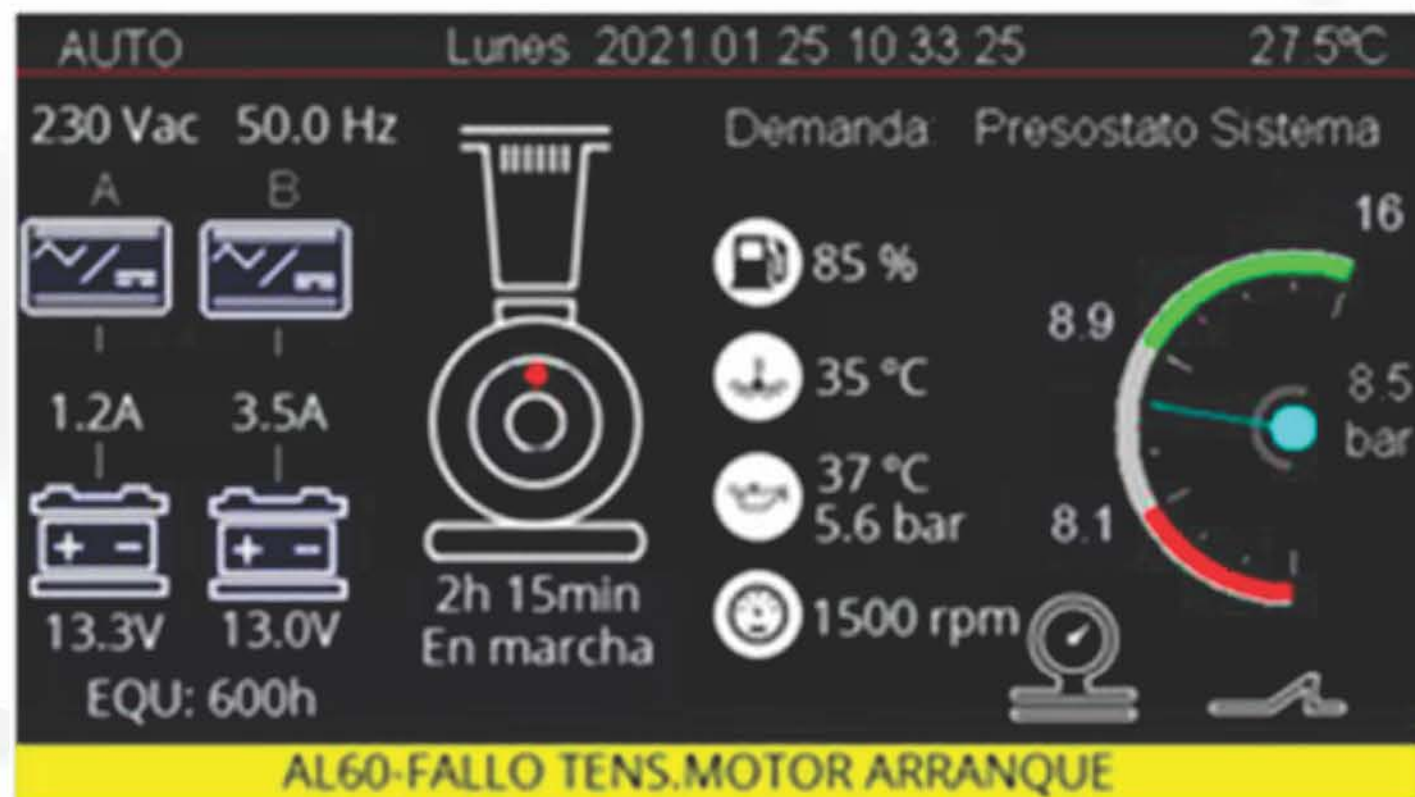 AUTO Lunes 2021.01.25 10.33.25 27.5ºC
230 Vac 50.0 Hz
Demanda: Presostato Sistema
A B
16
85 %
8.9
35 ºC
8.5
bar
1.2A 3.5A
37 ºC
5.6 bar
8.1
+ - + -
13.3V 13.0V
2h 15min
En marcha
1500 rpm
EQU: 600h
AL60-FALLO TENS.MOTOR ARRANQUE